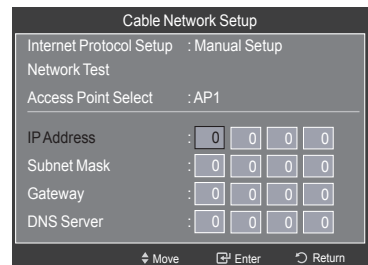 Cable Network Setup
Internet Protocol Setup : Manual Setup
Network Test
Access Point Select : AP1
IP Address : 0 0 0 0
Subnet Mask : 0 0 0 0
Gateway : 0 0 0 0
DNS Server : 0 0 0 0
Move Enter Return